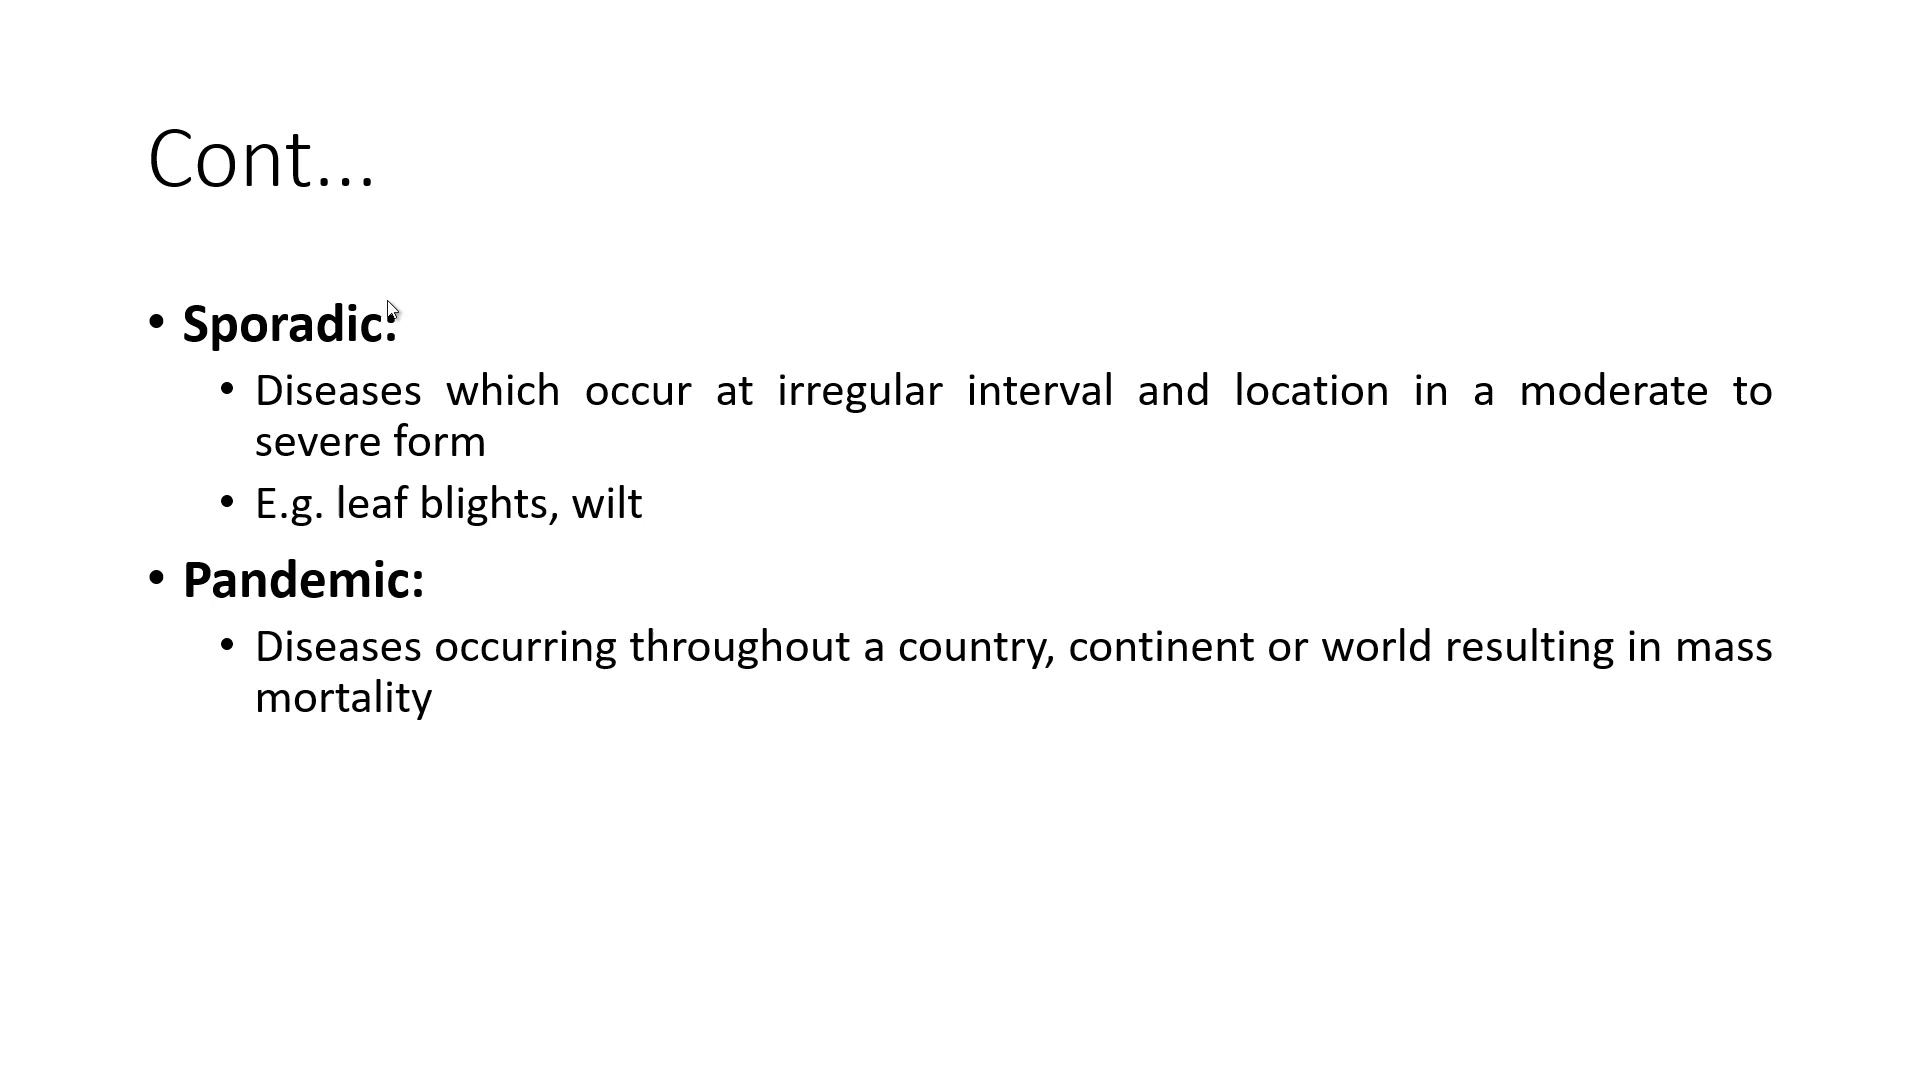 Cont...
• Sporadic:
• Diseases which occur at irregular interval and location in a moderate to
severe form
• E.g. leaf blights, wilt
• Pandemic:
• Diseases occurring throughout a country, continent or world resulting in mass
mortality